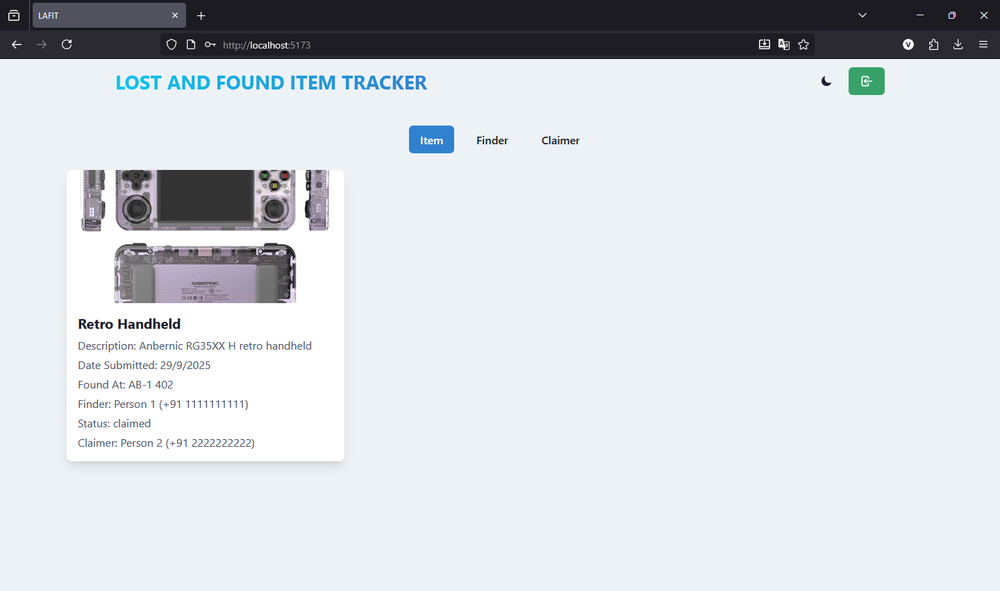 LAFIT
http://localhost:5173
LOST AND FOUND ITEM TRACKER
Item
Finder
Claimer
Y
B
ANBERNIC
Retro Handheld
Description: Anbernic RG35XX H retro handheld
Date Submitted: 29/9/2025
Found At: AB-1 402
Finder: Person 1 (+91 1111111111)
Status: claimed
Claimer: Person 2 (+91 2222222222)